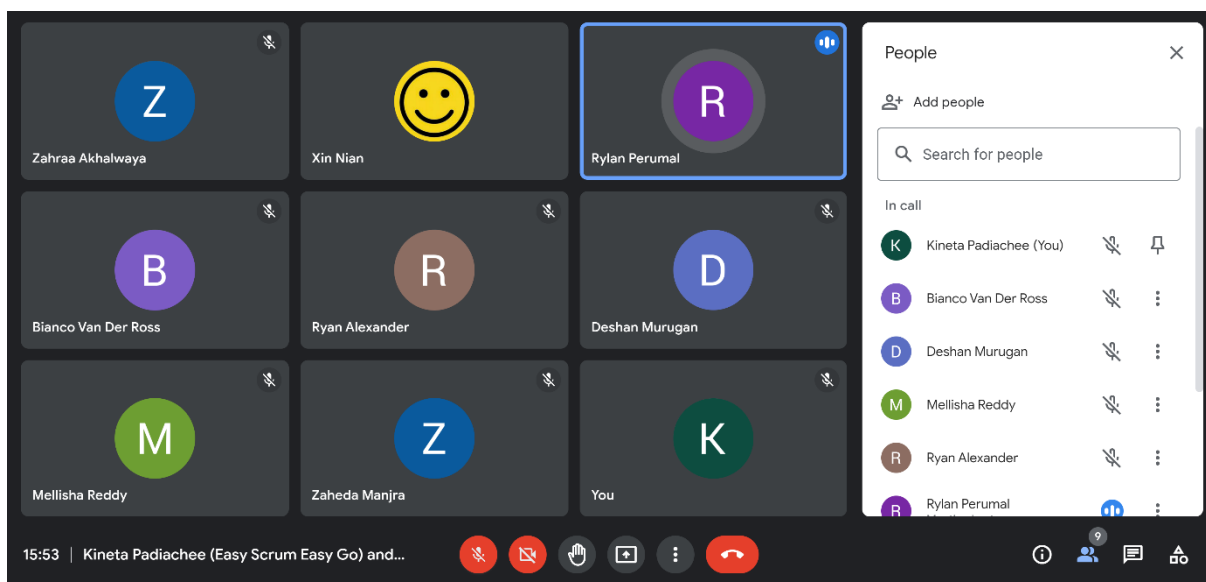 Z
Zahraa Akhalwaya
Xin Nian
R
Rylan Perumal
B
Bianco Van Der Ross
R
Ryan Alexander
D
Deshan Murugan
M
Mellisha Reddy
Z
Zaheda Manjra
K
You
People
Add people
Search for people
In call
K Kineta Padiachee (You)
B Bianco Van Der Ross
D Deshan Murugan
M Mellisha Reddy
R Ryan Alexander
R Rylan Perumal
15:53 | Kineta Padiachee (Easy Scrum Easy Go) and...
9